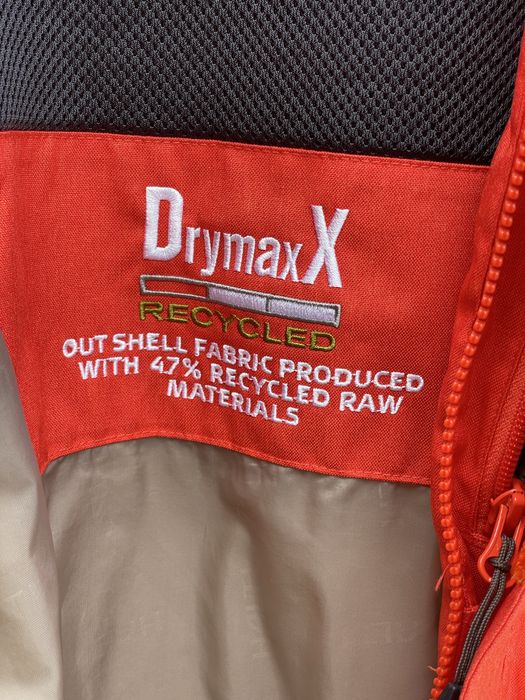 DrymaxX
RECYCLED
OUT SHELL FABRIC PRODUCED
WITH 47% RECYCLED RAW
MATERIALS